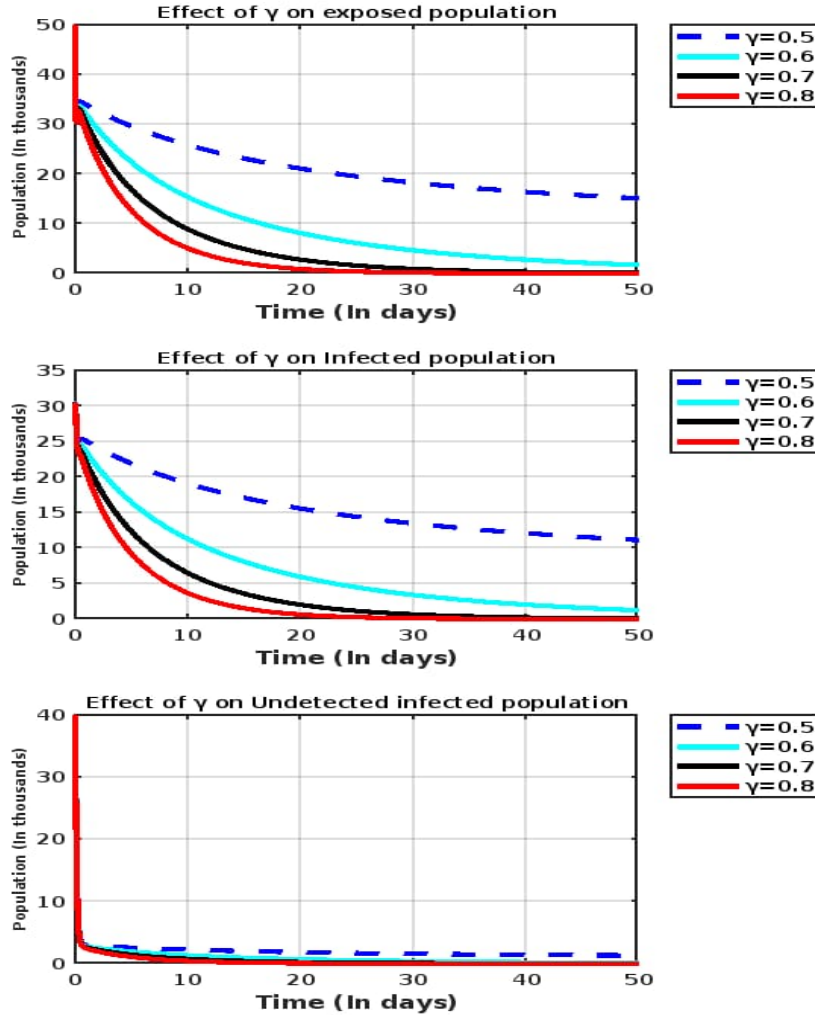 Effect of γ on exposed population
Population (In thousands)
50
40
30
20
10
0
0 10 20 30 40 50
Time (In days)
γ=0.5
γ=0.6
γ=0.7
γ=0.8
Effect of γ on Infected population
Population (In thousands)
35
30
25
20
15
10
5
0
0 10 20 30 40 50
Time (In days)
γ=0.5
γ=0.6
γ=0.7
γ=0.8
Effect of γ on Undetected infected population
Population (In thousands)
40
30
20
10
0
0 10 20 30 40 50
Time (In days)
γ=0.5
γ=0.6
γ=0.7
γ=0.8